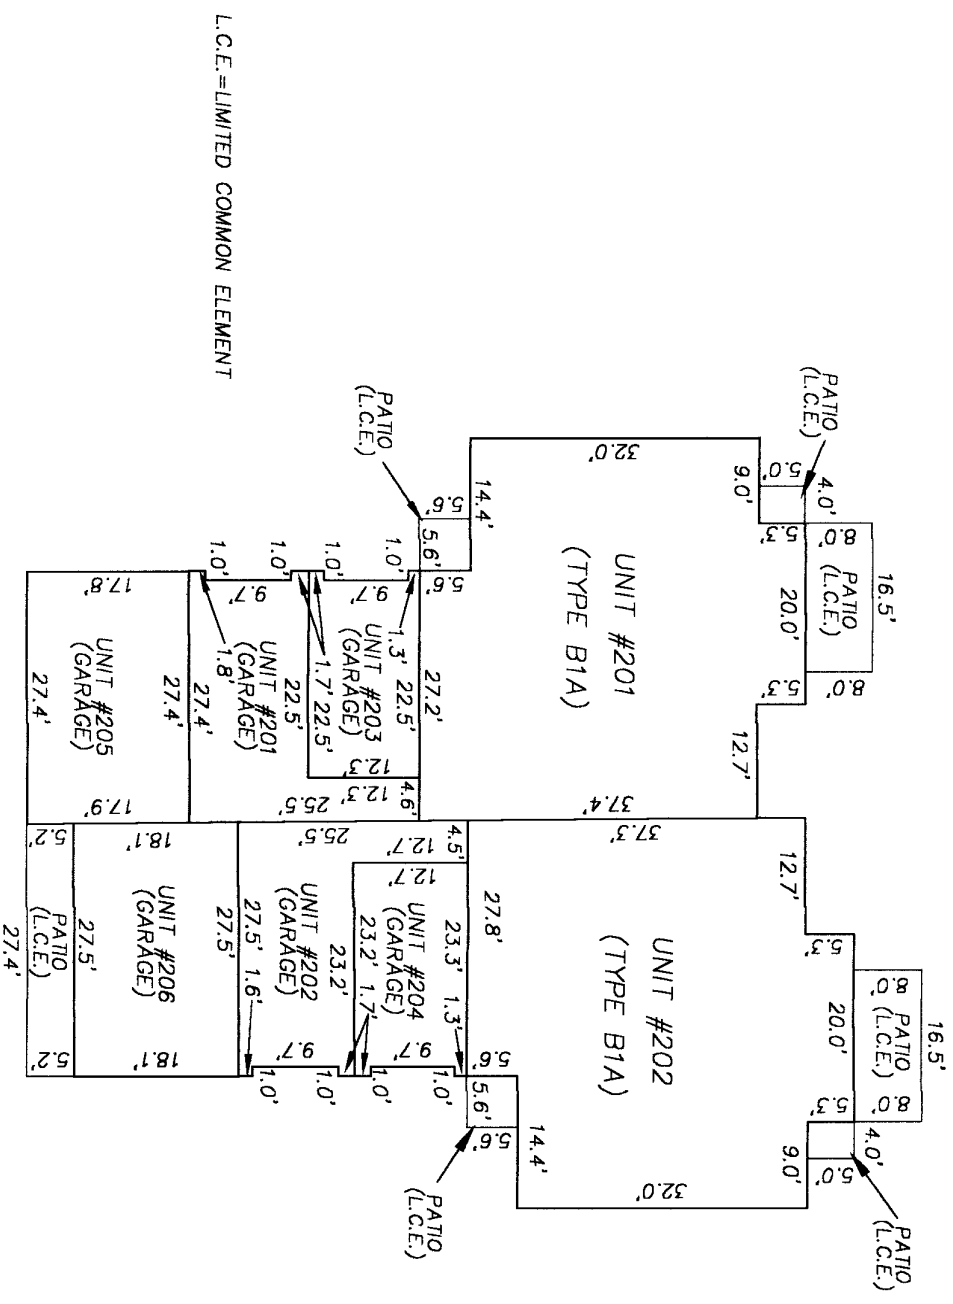 16.5'
8.0'
PATIO
(L.C.E.)
8.0'
PATIO
(L.C.E.)
4.0'
5.0'
9.0'
5.3'
20.0'
5.3'
12.7'
32.0'
UNIT #201
(TYPE B1A)
37.4'
14.4'
5.6'
PATIO
(L.C.E.)
5.6'
5.6'
27.2'
1.3'
22.5'
4.6'
1.0'
9.7'
1.0'
UNIT #203
(GARAGE)
12.3'
12.3'
1.7'
22.5'
22.5'
1.0'
9.7'
1.0'
UNIT #201
(GARAGE)
25.5'
1.8'
27.4'
27.4'
17.8'
UNIT #205
(GARAGE)
17.9'
27.4'
16.5'
8.0'
PATIO
(L.C.E.)
8.0'
4.0'
PATIO
(L.C.E.)
5.0'
9.0'
5.3'
20.0'
5.3'
12.7'
37.3'
UNIT #202
(TYPE B1A)
32.0'
14.4'
5.6'
5.6'
5.6'
PATIO
(L.C.E.)
27.8'
4.5'
23.3'
1.3'
12.7'
12.7'
UNIT #204
(GARAGE)
9.7'
1.0'
1.0'
23.2'
1.7'
23.2'
25.5'
UNIT #202
(GARAGE)
9.7'
1.0'
1.0'
27.5'
1.6'
27.5'
18.1'
UNIT #206
(GARAGE)
18.1'
27.5'
5.2'
PATIO
(L.C.E.)
5.2'
27.4'
L.C.E.=LIMITED COMMON ELEMENT